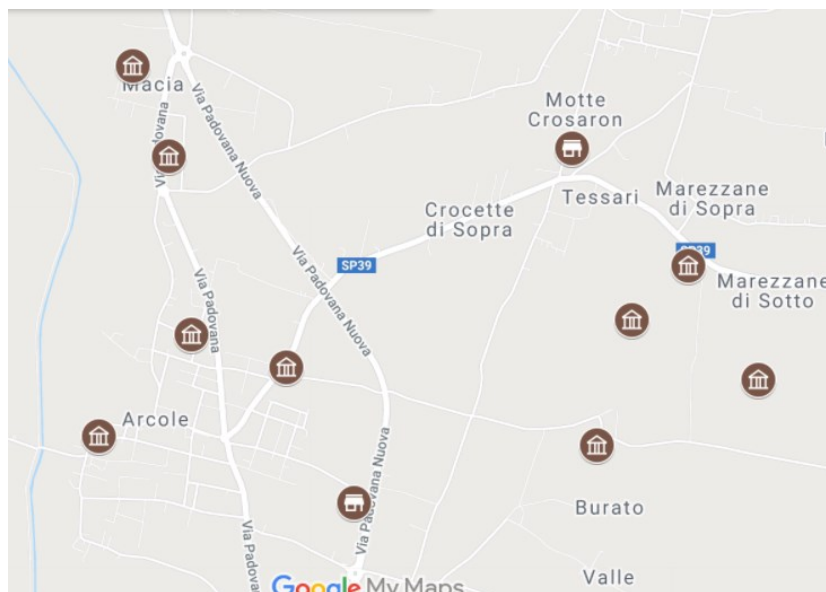 Macia
Via Padovana
Via Padovana Nuova
Motte
Crosaron
Tessari
Marezzane
di Sopra
Crocette
di Sopra
SP39
SP39
Marezzane
di Sotto
Via Padovana
Via Padovana Nuova
Arcole
Via Padovana Nuova
Burato
Via Padov
Valle
Google My Maps